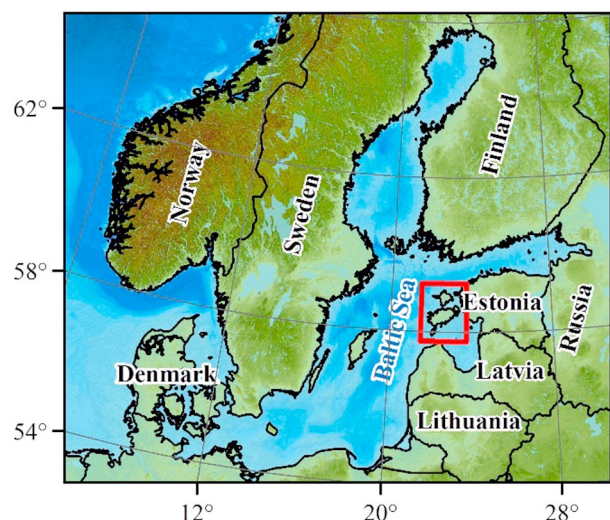 62°
58°
54°
Norway
Sweden
Finland
Baltic Sea
Estonia
Russia
Denmark
Latvia
Lithuania
12°
20°
28°